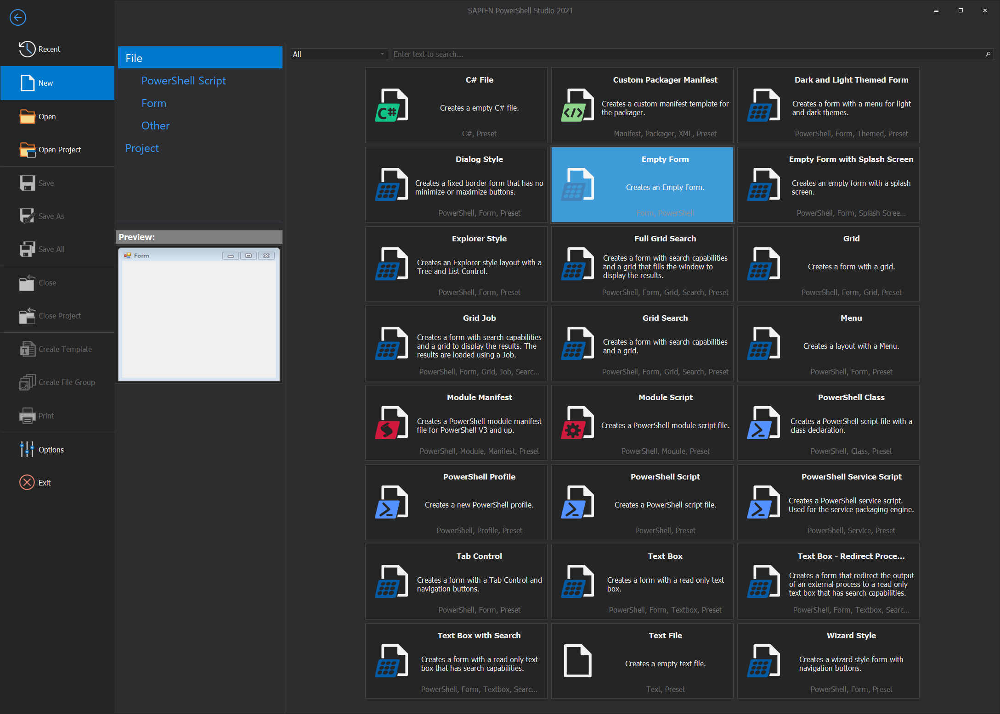 SAPIEN PowerShell Studio 2021
Recent
New
Open
Open Project
Save
Save As
Save All
Close
Close Project
Create Template
Create File Group
Print
Options
Exit
File
PowerShell Script
Form
Other
Project
Preview:
Form
All
Enter text to search...
C# File
Creates a empty C# file.
C#, Preset
Custom Packager Manifest
Creates a custom manifest template for
the packager.
Manifest, Packager, XML, Preset
Dark and Light Themed Form
Creates a form with a menu for light
and dark themes.
PowerShell, Form, Themed, Preset
Dialog Style
Creates a fixed border form that has no
minimize or maximize buttons.
PowerShell, Form, Preset
Empty Form
Creates an Empty Form.
Form, PowerShell
Empty Form with Splash Screen
Creates an empty form with a splash
screen.
PowerShell, Form, Splash Scree...
Explorer Style
Creates an Explorer style layout with a
Tree and List Control.
PowerShell, Form, Preset
Full Grid Search
Creates a form with search capabilities
and a grid that fills the window to
display the results.
PowerShell, Form, Grid, Search, Preset
Grid
Creates a form with a grid.
PowerShell, Form, Grid, Preset
Grid Job
Creates a form with search capabilities
and a grid to display the results. The
results are loaded using a Job.
PowerShell, Form, Grid, Job, Searc...
Grid Search
Creates a form with search capabilities
and a grid.
PowerShell, Form, Grid, Search, Preset
Menu
Creates a layout with a Menu.
PowerShell, Form, Preset
Module Manifest
Creates a PowerShell module manifest
file for PowerShell V3 and up.
PowerShell, Module, Manifest, Preset
Module Script
Creates a PowerShell module script file.
PowerShell, Module, Preset
PowerShell Class
Creates a PowerShell script file with a
class declaration.
PowerShell, Class, Preset
PowerShell Profile
Creates a new PowerShell profile.
PowerShell, Profile, Preset
PowerShell Script
Creates a PowerShell script file.
PowerShell, Preset
PowerShell Service Script
Creates a PowerShell service script.
Used for the service packaging engine.
PowerShell, Service, Preset
Tab Control
Creates a form with a Tab Control and
navigation buttons.
PowerShell, Form, Preset
Text Box
Creates a form with a read only text
box.
PowerShell, Form, Textbox, Preset
Text Box - Redirect Proce...
Creates a form that redirect the output
of an external process to a read only
text box that has search capabilities.
PowerShell, Form, Textbox, Searc...
Text Box with Search
Creates a form with a read only text
box that has search capabilities.
PowerShell, Form, Textbox, Searc...
Text File
Creates a empty text file.
Text, Preset
Wizard Style
Creates a wizard style form with
navigation buttons.
PowerShell, Form, Preset